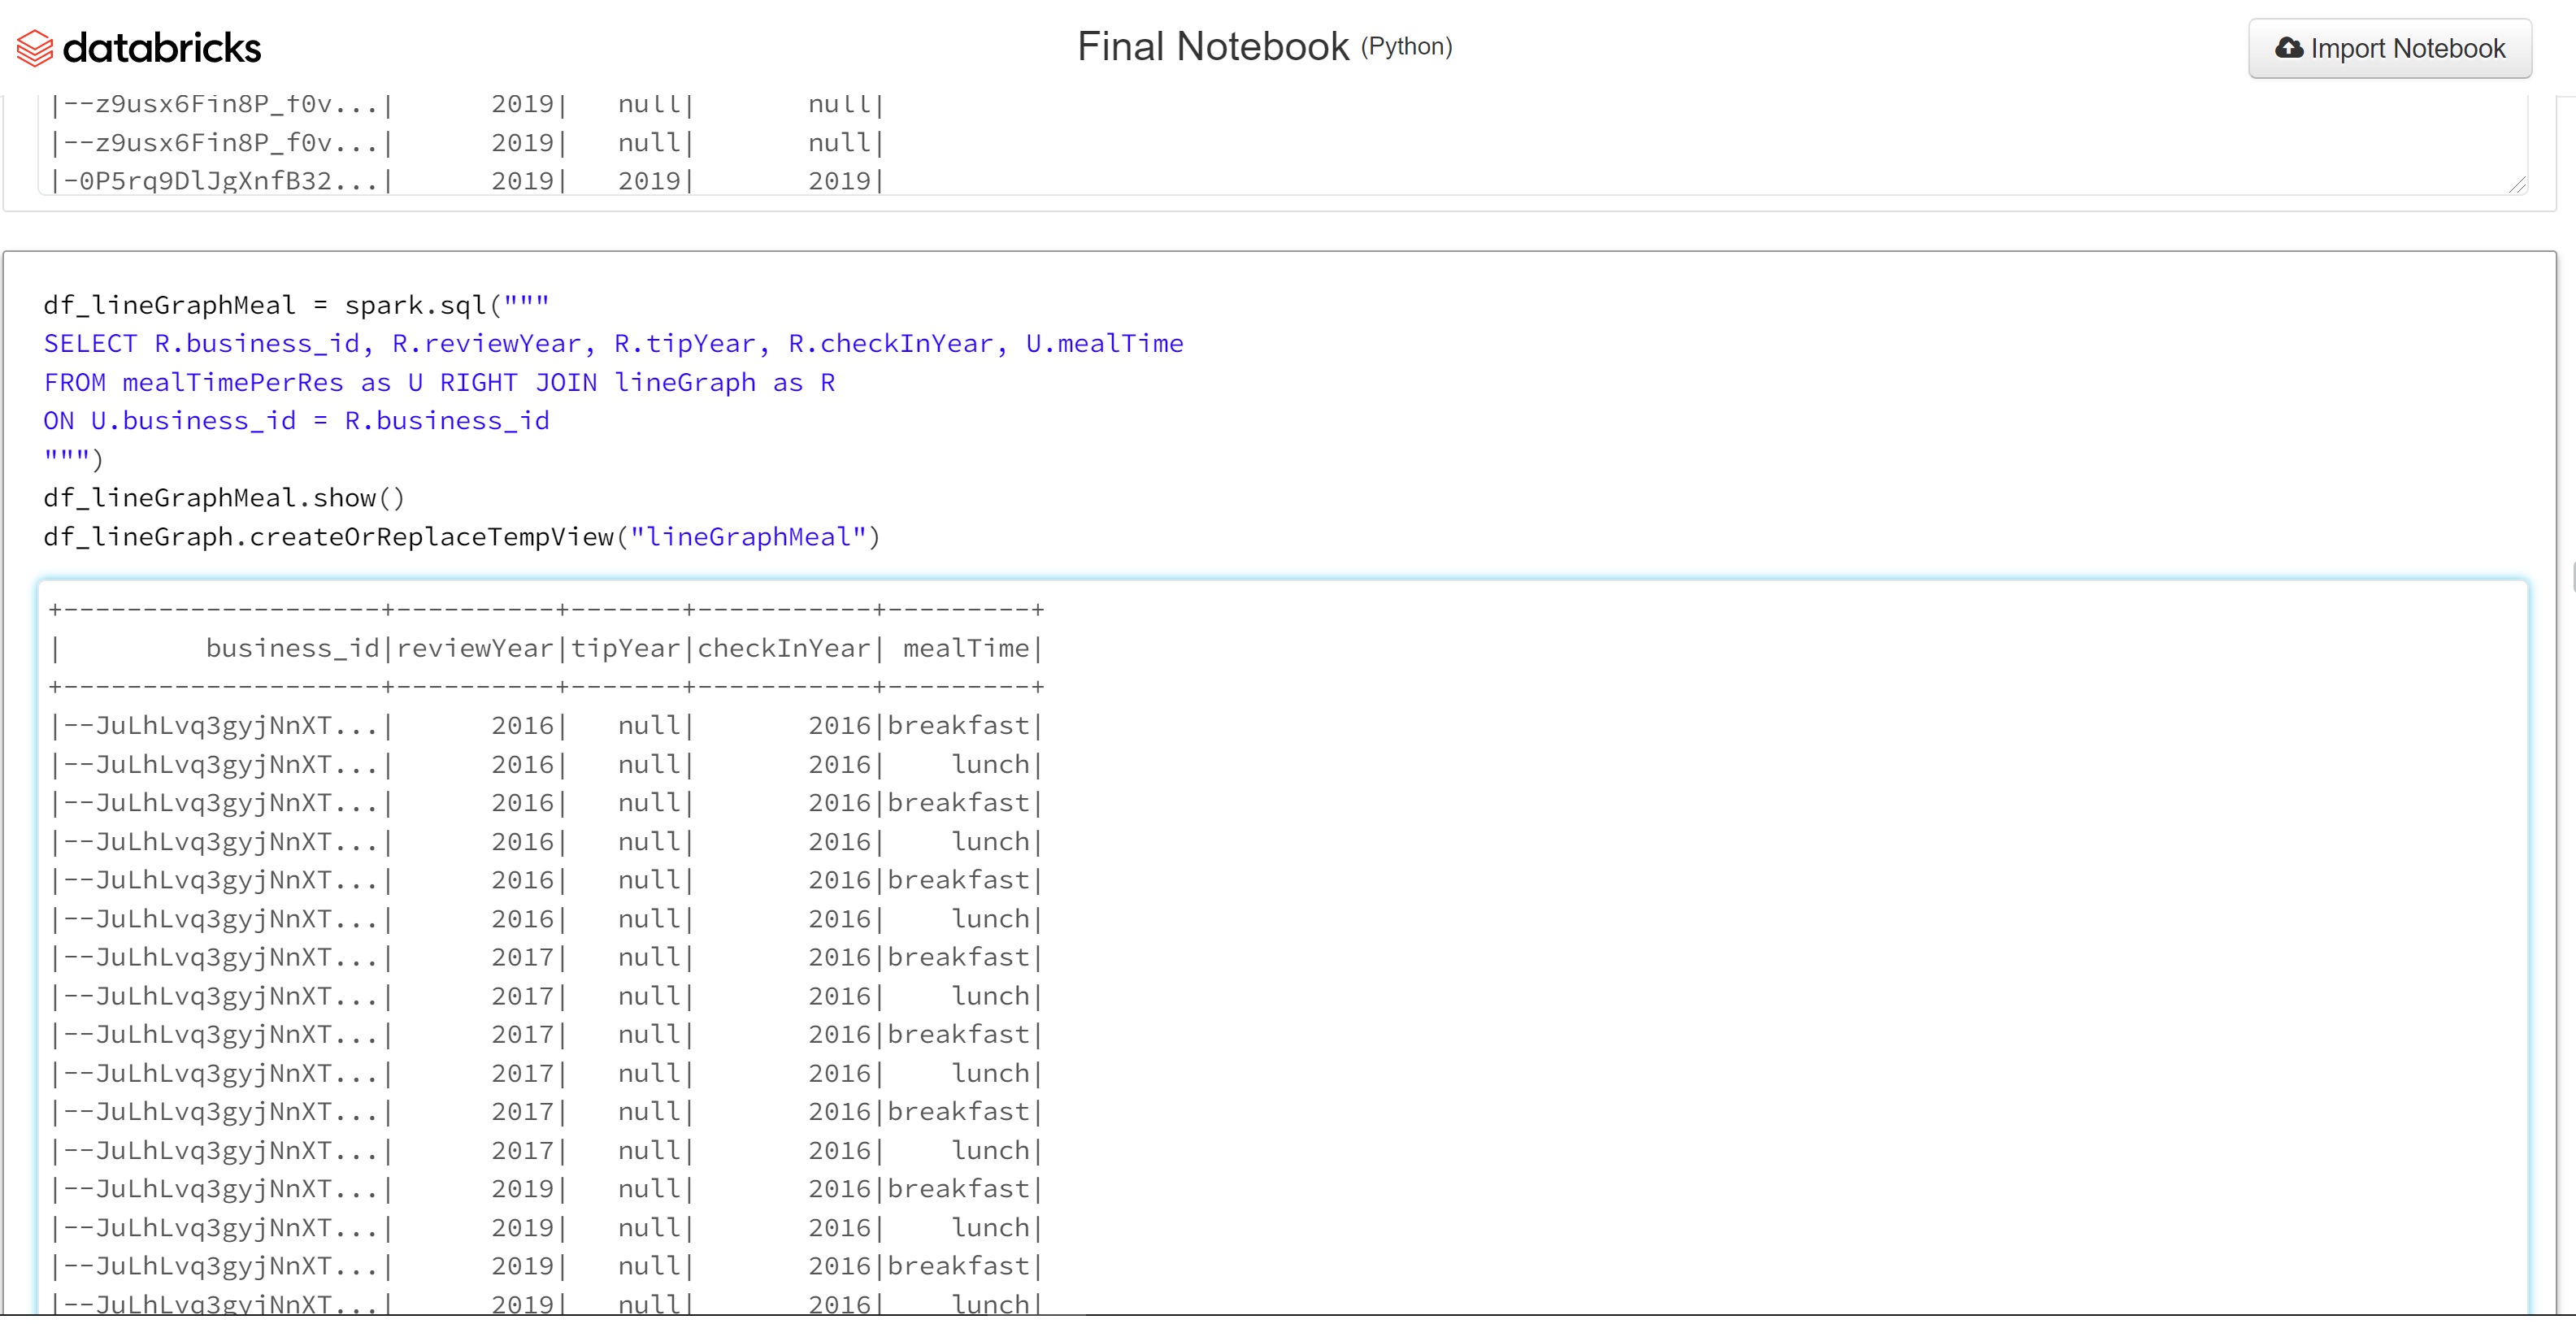 databricks
Final Notebook (Python)
Import Notebook
|--z9usx6Fin8P_f0v...|      2019|   null|       null|
|--z9usx6Fin8P_f0v...|      2019|   null|       null|
|-0P5rq9DlJgXnfB32...|      2019|   2019|       2019|
df_lineGraphMeal = spark.sql("""
SELECT R.business_id, R.reviewYear, R.tipYear, R.checkInYear, U.mealTime
FROM mealTimePerRes as U RIGHT JOIN lineGraph as R
ON U.business_id = R.business_id
""")
df_lineGraphMeal.show()
df_lineGraph.createOrReplaceTempView("lineGraphMeal")
+--------------------+----------+-------+-----------+---------+
|         business_id|reviewYear|tipYear|checkInYear| mealTime|
+--------------------+----------+-------+-----------+---------+
|--JuLhLvq3gyjNnXT...|      2016|   null|       2016|breakfast|
|--JuLhLvq3gyjNnXT...|      2016|   null|       2016|    lunch|
|--JuLhLvq3gyjNnXT...|      2016|   null|       2016|breakfast|
|--JuLhLvq3gyjNnXT...|      2016|   null|       2016|    lunch|
|--JuLhLvq3gyjNnXT...|      2016|   null|       2016|breakfast|
|--JuLhLvq3gyjNnXT...|      2016|   null|       2016|    lunch|
|--JuLhLvq3gyjNnXT...|      2017|   null|       2016|breakfast|
|--JuLhLvq3gyjNnXT...|      2017|   null|       2016|    lunch|
|--JuLhLvq3gyjNnXT...|      2017|   null|       2016|breakfast|
|--JuLhLvq3gyjNnXT...|      2017|   null|       2016|    lunch|
|--JuLhLvq3gyjNnXT...|      2017|   null|       2016|breakfast|
|--JuLhLvq3gyjNnXT...|      2017|   null|       2016|    lunch|
|--JuLhLvq3gyjNnXT...|      2019|   null|       2016|breakfast|
|--JuLhLvq3gyjNnXT...|      2019|   null|       2016|    lunch|
|--JuLhLvq3gyjNnXT...|      2019|   null|       2016|breakfast|
|--JuLhLvq3gyjNnXT...|      2019|   null|       2016|    lunch|